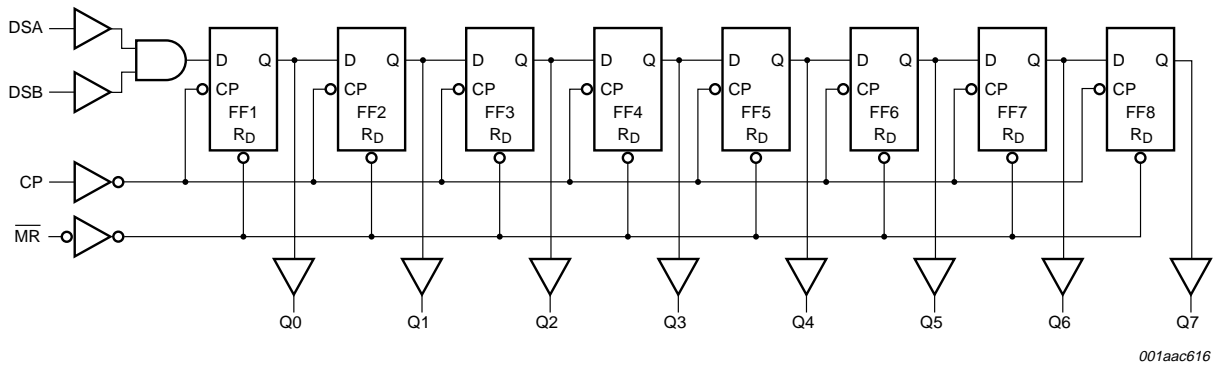 DSA
DSB
D Q D Q D Q D Q D Q D Q D Q D Q
CP CP CP CP CP CP CP CP
FF1 FF2 FF3 FF4 FF5 FF6 FF7 FF8
RD RD RD RD RD RD RD RD
CP
MR
Q0 Q1 Q2 Q3 Q4 Q5 Q6 Q7
001aac616